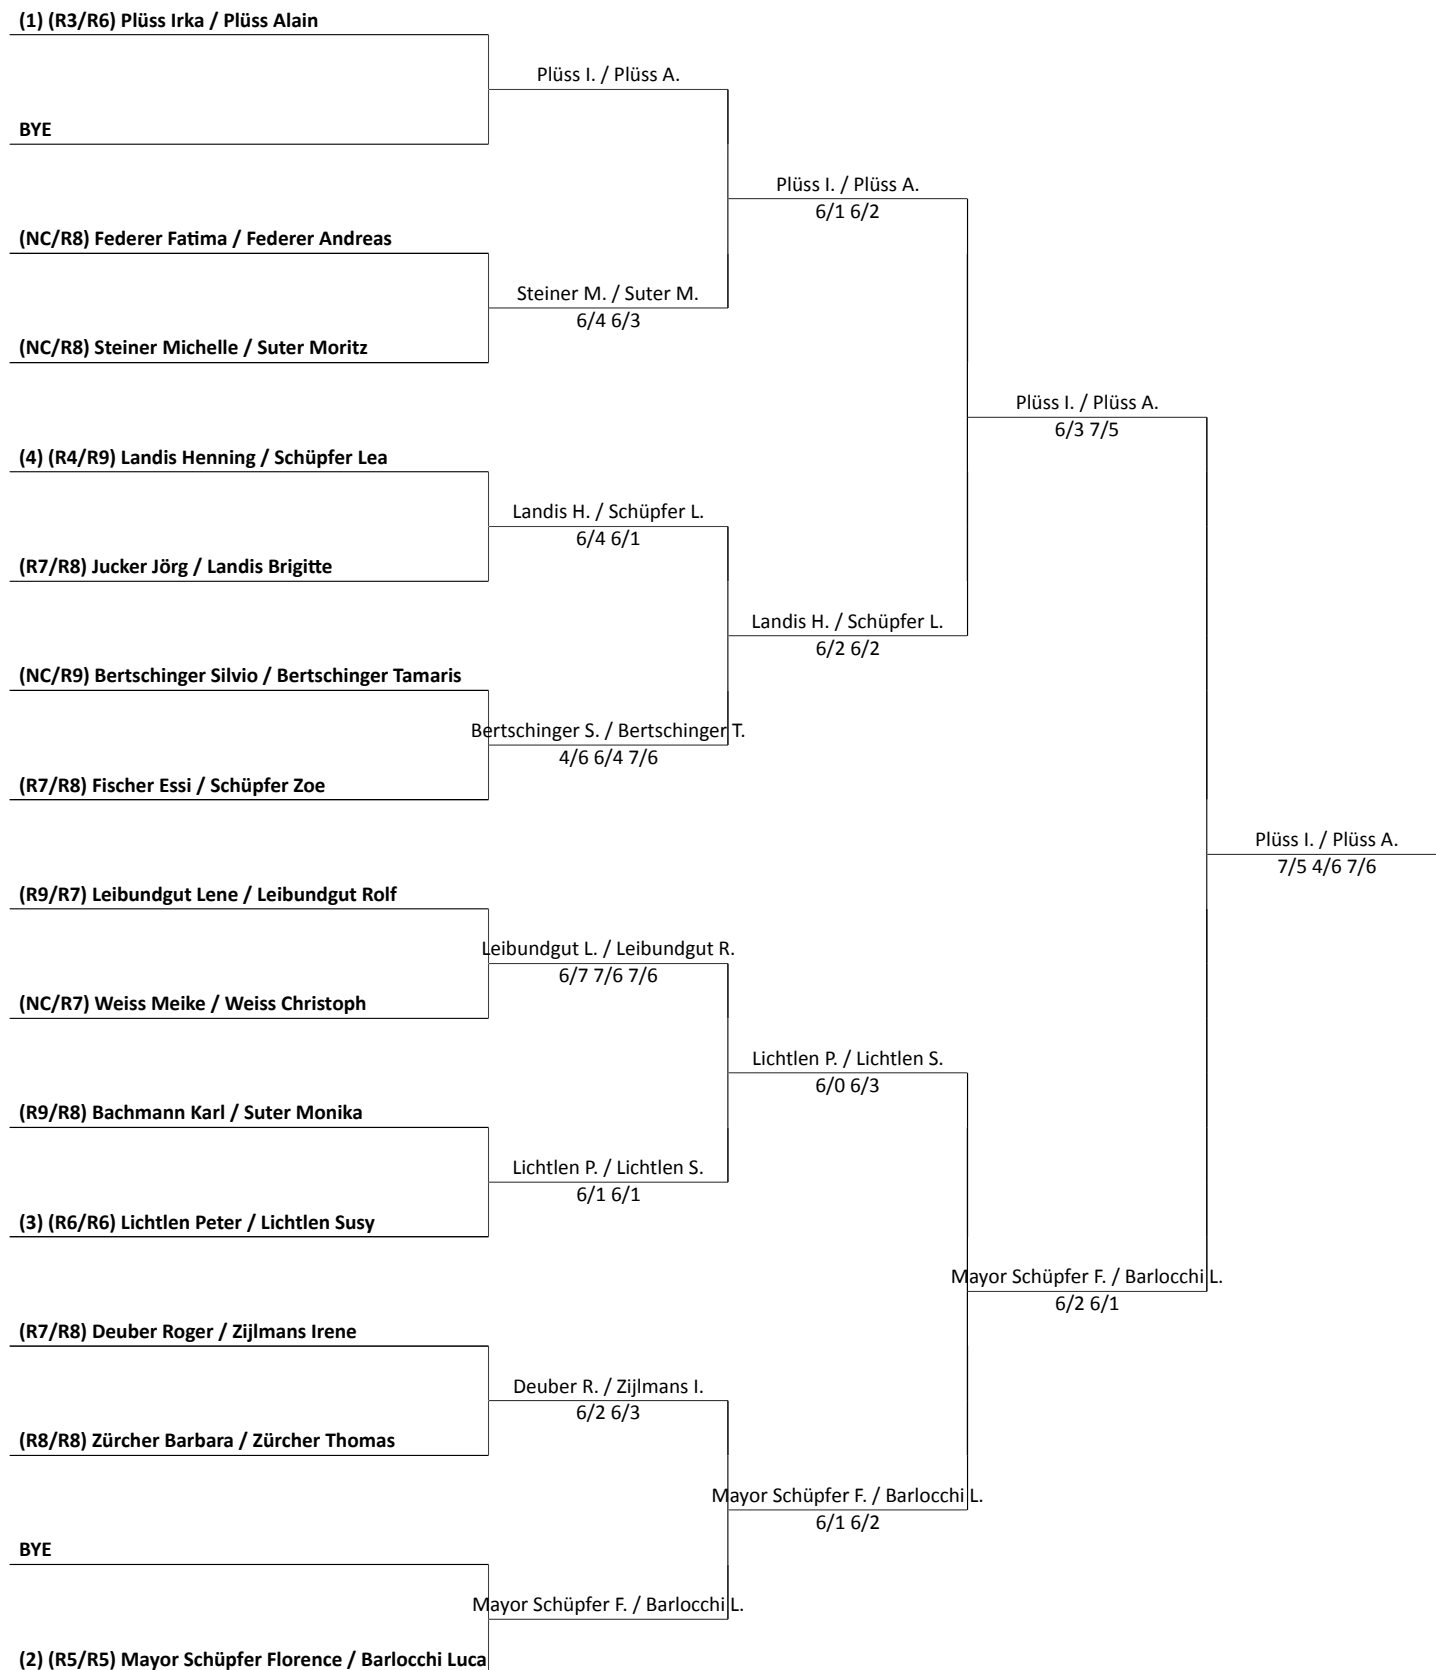 (1) (R3/R6) Plüss Irka / Plüss Alain
Plüss I. / Plüss A.
BYE
Plüss I. / Plüss A.
6/1 6/2
(NC/R8) Federer Fatima / Federer Andreas
Steiner M. / Suter M.
6/4 6/3
(NC/R8) Steiner Michelle / Suter Moritz
Plüss I. / Plüss A.
6/3 7/5
(4) (R4/R9) Landis Henning / Schüpfer Lea
Landis H. / Schüpfer L.
6/4 6/1
(R7/R8) Jucker Jörg / Landis Brigitte
Landis H. / Schüpfer L.
6/2 6/2
(NC/R9) Bertschinger Silvio / Bertschinger Tamaris
Bertschinger S. / Bertschinger T.
4/6 6/4 7/6
(R7/R8) Fischer Essi / Schüpfer Zoe
Plüss I. / Plüss A.
7/5 4/6 7/6
(R9/R7) Leibundgut Lene / Leibundgut Rolf
Leibundgut L. / Leibundgut R.
6/7 7/6 7/6
(NC/R7) Weiss Meike / Weiss Christoph
Lichtlen P. / Lichtlen S.
6/0 6/3
(R9/R8) Bachmann Karl / Suter Monika
Lichtlen P. / Lichtlen S.
6/1 6/1
(3) (R6/R6) Lichtlen Peter / Lichtlen Susy
Mayor Schüpfer F. / Barlocchi L.
6/2 6/1
(R7/R8) Deuber Roger / Zijlmans Irene
Deuber R. / Zijlmans I.
6/2 6/3
(R8/R8) Zürcher Barbara / Zürcher Thomas
Mayor Schüpfer F. / Barlocchi L.
6/1 6/2
BYE
Mayor Schüpfer F. / Barlocchi L.
(2) (R5/R5) Mayor Schüpfer Florence / Barlocchi Luca